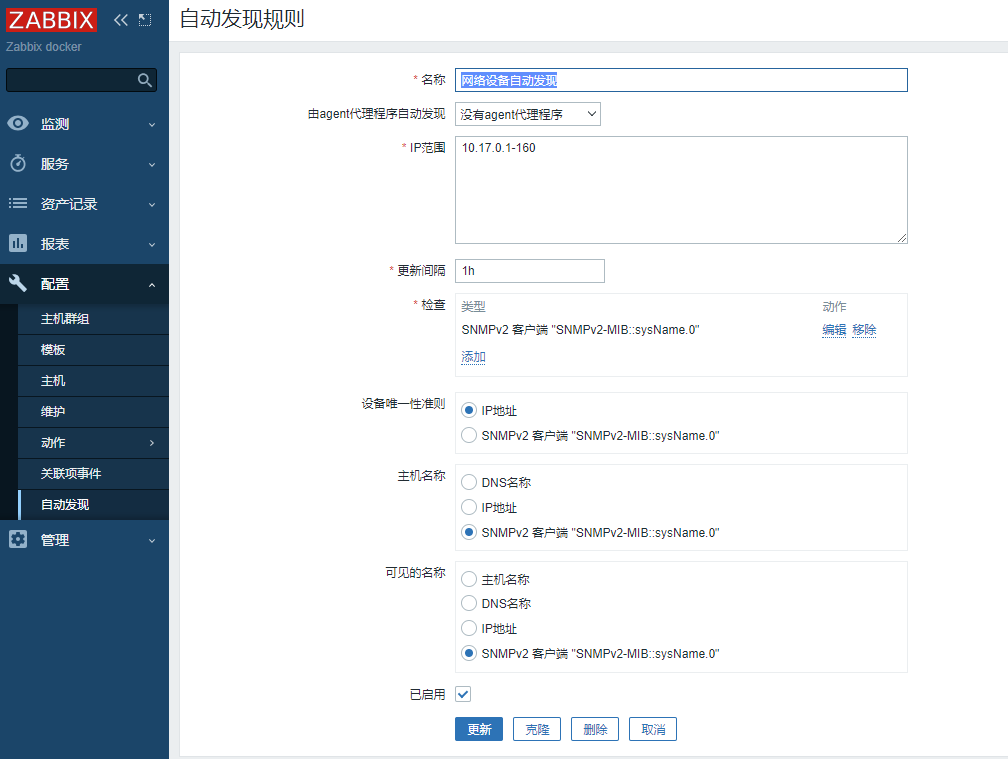 ZABBIX
Zabbix docker
监测
服务
资产记录
报表
配置
主机群组
模板
主机
维护
动作
关联项事件
自动发现
管理
自动发现规则
* 名称 网络设备自动发现
由agent代理程序自动发现 没有agent代理程序
* IP范围 10.17.0.1-160
* 更新间隔 1h
* 检查 类型 动作
SNMPv2 客户端 "SNMPv2-MIB::sysName.0" 编辑 移除
添加
设备唯一性准则 IP地址
SNMPv2 客户端 "SNMPv2-MIB::sysName.0"
主机名称 DNS名称
IP地址
SNMPv2 客户端 "SNMPv2-MIB::sysName.0"
可见的名称 主机名称
DNS名称
IP地址
SNMPv2 客户端 "SNMPv2-MIB::sysName.0"
已启用
更新 克隆 删除 取消